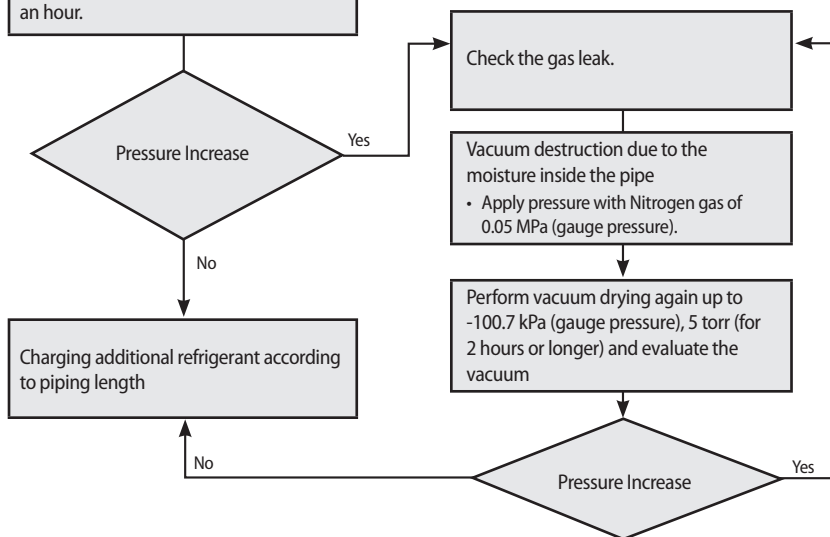 an hour.
Pressure Increase
Yes
No
Charging additional refrigerant according
to piping length
Check the gas leak.
Vacuum destruction due to the
moisture inside the pipe
• Apply pressure with Nitrogen gas of
0.05 MPa (gauge pressure).
Perform vacuum drying again up to
-100.7 kPa (gauge pressure), 5 torr (for
2 hours or longer) and evaluate the
vacuum
Pressure Increase
No
Yes